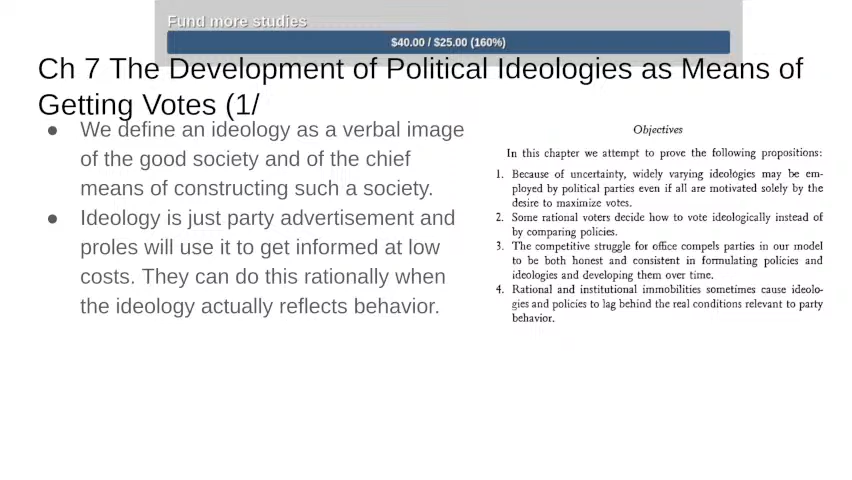 Fund more studies
$40.00 / $25.00 (160%)
Ch 7 The Development of Political Ideologies as Means of
Getting Votes (1/
● We define an ideology as a verbal image
of the good society and of the chief
means of constructing such a society.
● Ideology is just party advertisement and
proles will use it to get informed at low
costs. They can do this rationally when
the ideology actually reflects behavior.
Objectives
In this chapter we attempt to prove the following propositions:
1. Because of uncertainty, widely varying ideologies may be em-
ployed by political parties even if all are motivated solely by the
desire to maximize votes.
2. Some rational voters decide how to vote ideologically instead of
by comparing policies.
3. The competitive struggle for office compels parties in our model
to be both honest and consistent in formulating policies and
ideologies and developing them over time.
4. Rational and institutional immobilities sometimes cause ideolo-
gies and policies to lag behind the real conditions relevant to party
behavior.